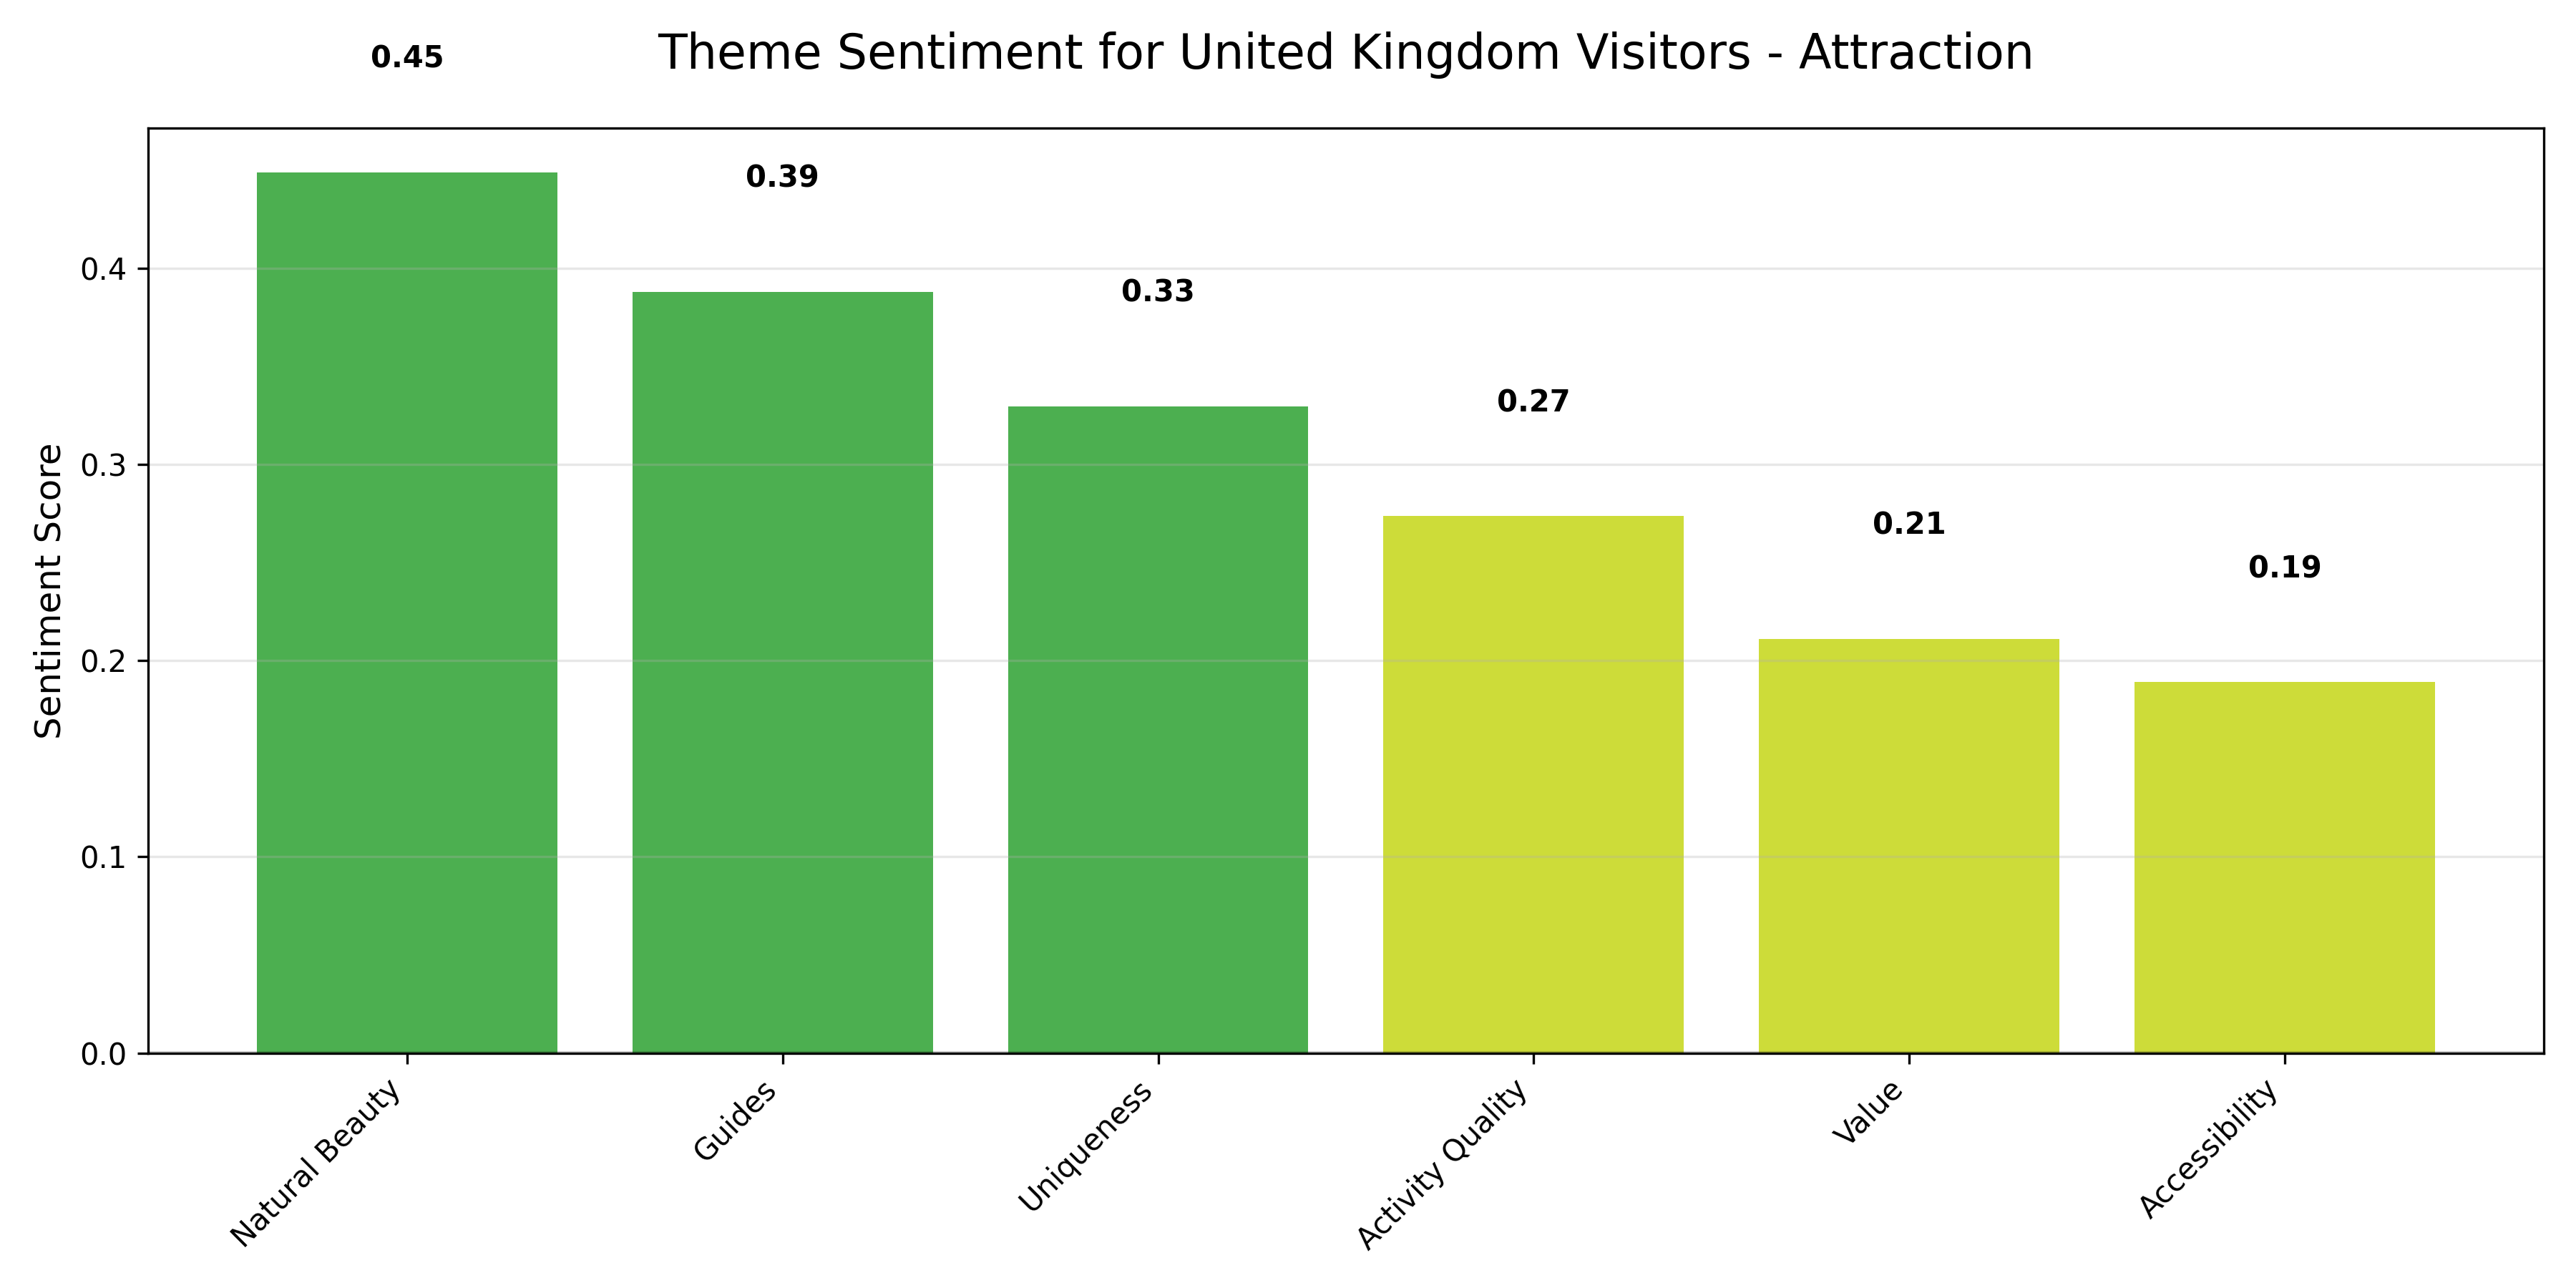 Theme Sentiment for United Kingdom Visitors - Attraction
0.45
0.39
0.33
0.27
0.21
0.19
Sentiment Score
0.4
0.3
0.2
0.1
0.0
Natural Beauty
Guides
Uniqueness
Activity Quality
Value
Accessibility